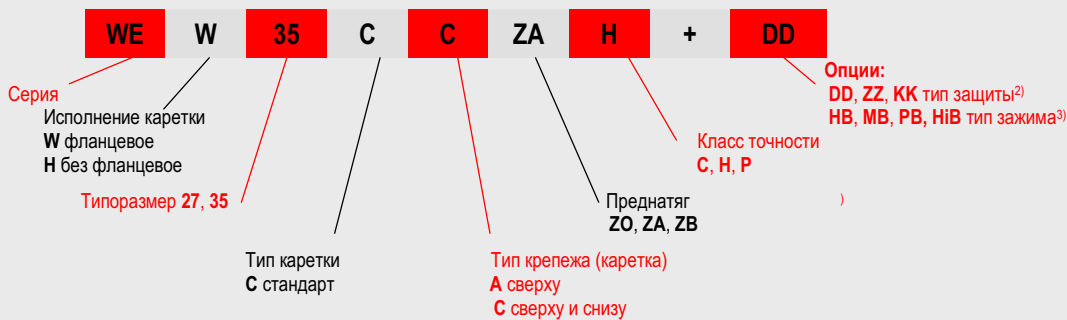 WE W 35 C C ZA H + DD
Опции:
DD, ZZ, KK тип защиты2)
HB, MB, PB, HiB тип зажима3)
Серия
Исполнение каретки
W фланцевое
H без фланцевое
Класс точности
C, H, P
Типоразмер 27, 35
Преднатяг
ZO, ZA, ZB
)
Тип каретки
C стандарт
Тип крепежа (каретка)
A сверху
C сверху и снизу